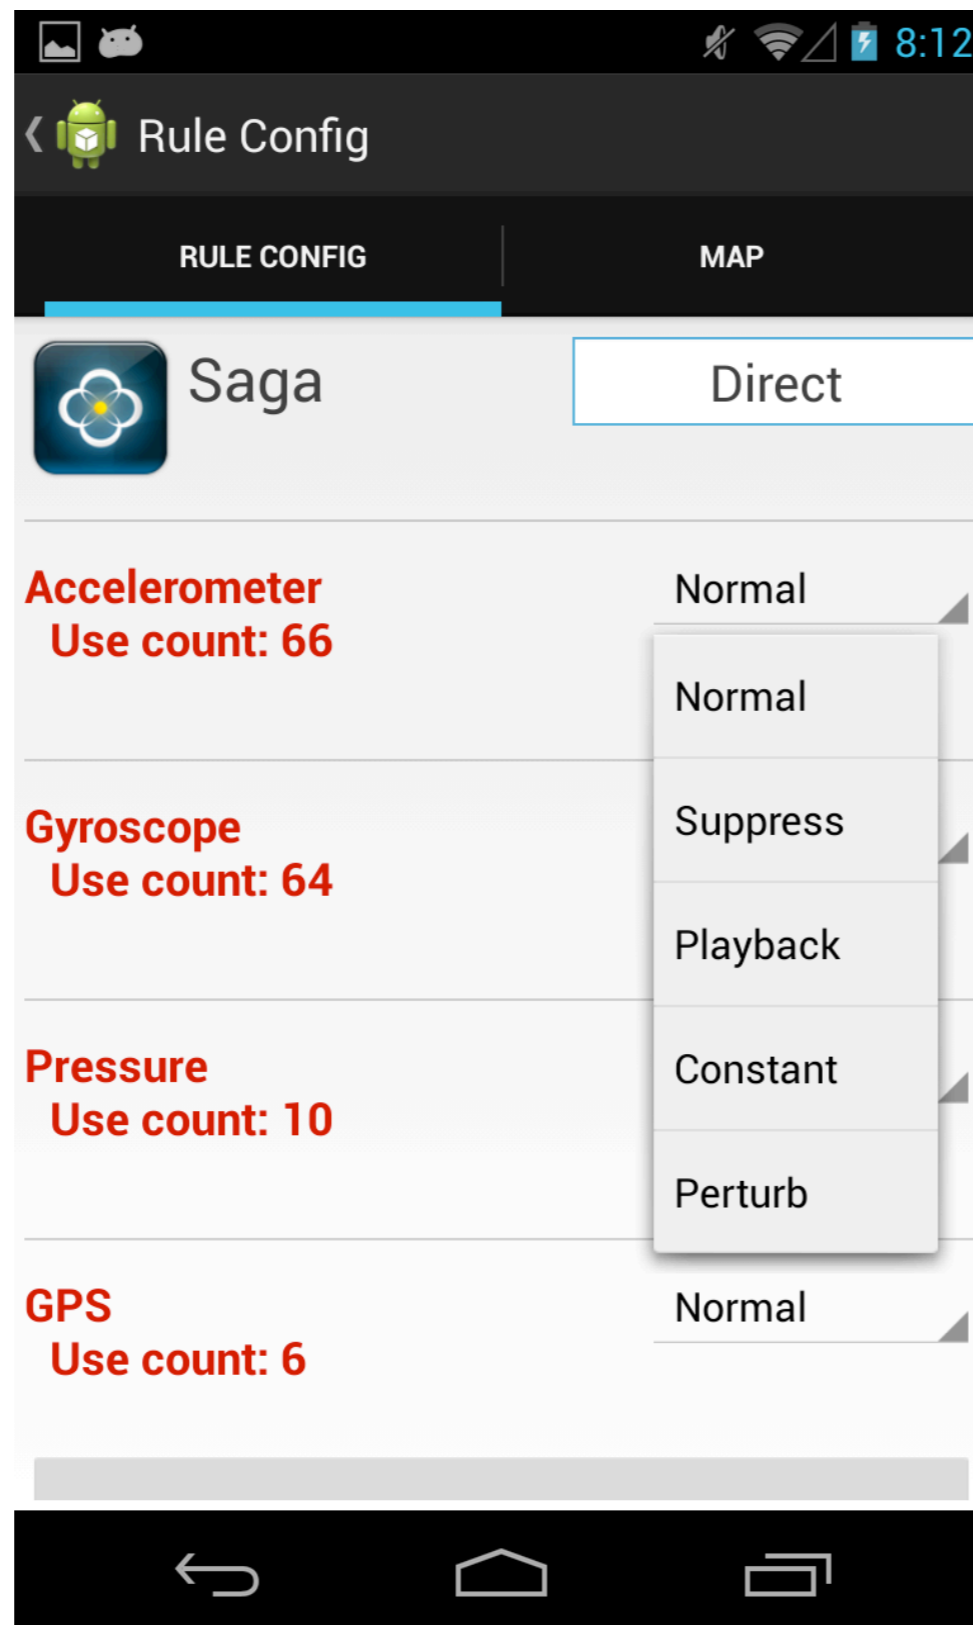 8:12
Rule Config
RULE CONFIG MAP
Saga Direct
Accelerometer Normal
Use count: 66
Normal
Gyroscope Suppress
Use count: 64
Playback
Pressure Constant
Use count: 10
Perturb
GPS Normal
Use count: 6